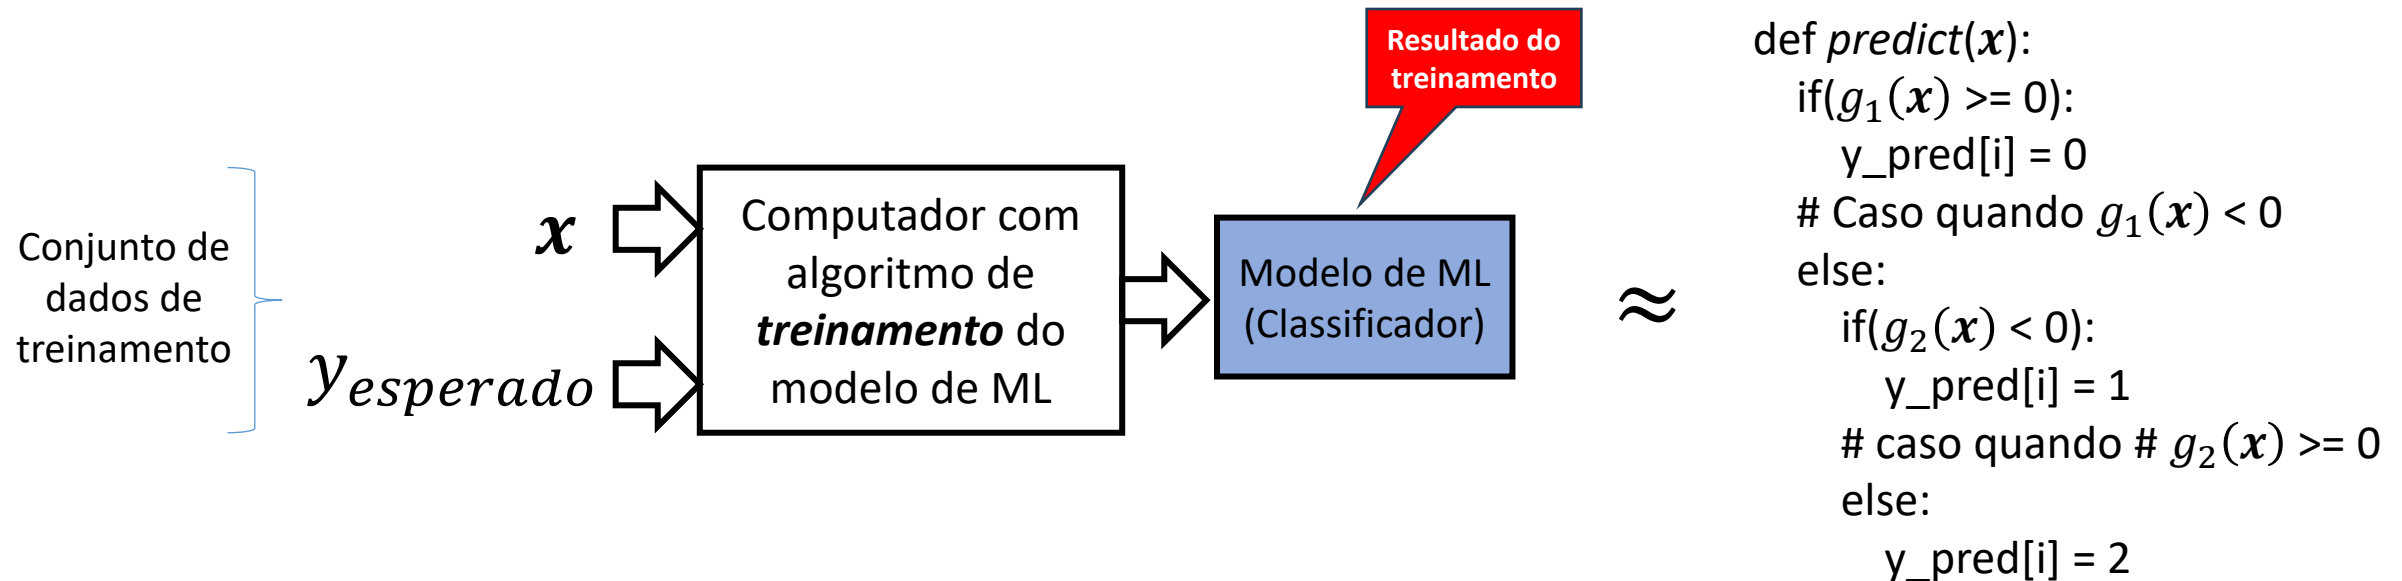 Conjunto de
dados de
treinamento
x
y_esperado
Computador com
algoritmo de
treinamento do
modelo de ML
Resultado do
treinamento
Modelo de ML
(Classificador)
≈
def predict(x):
if(g₁(x) >= 0):
y_pred[i] = 0
# Caso quando g₁(x) < 0
else:
if(g₂(x) < 0):
y_pred[i] = 1
# caso quando # g₂(x) >= 0
else:
y_pred[i] = 2